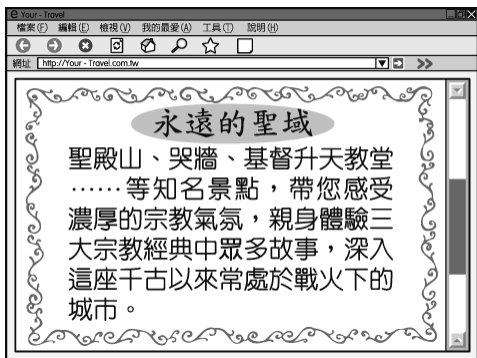 Your - Travel
檔案(F) 編輯(E) 檢視(V) 我的最愛(A) 工具(T) 說明(H)
網址 http://Your - Travel.com.tw
永遠的聖域
聖殿山、哭牆、基督升天教堂
……等知名景點，帶您感受
濃厚的宗教氣氛，親身體驗三
大宗教經典中眾多故事，深入
這座千古以來常處於戰火下的
城市。